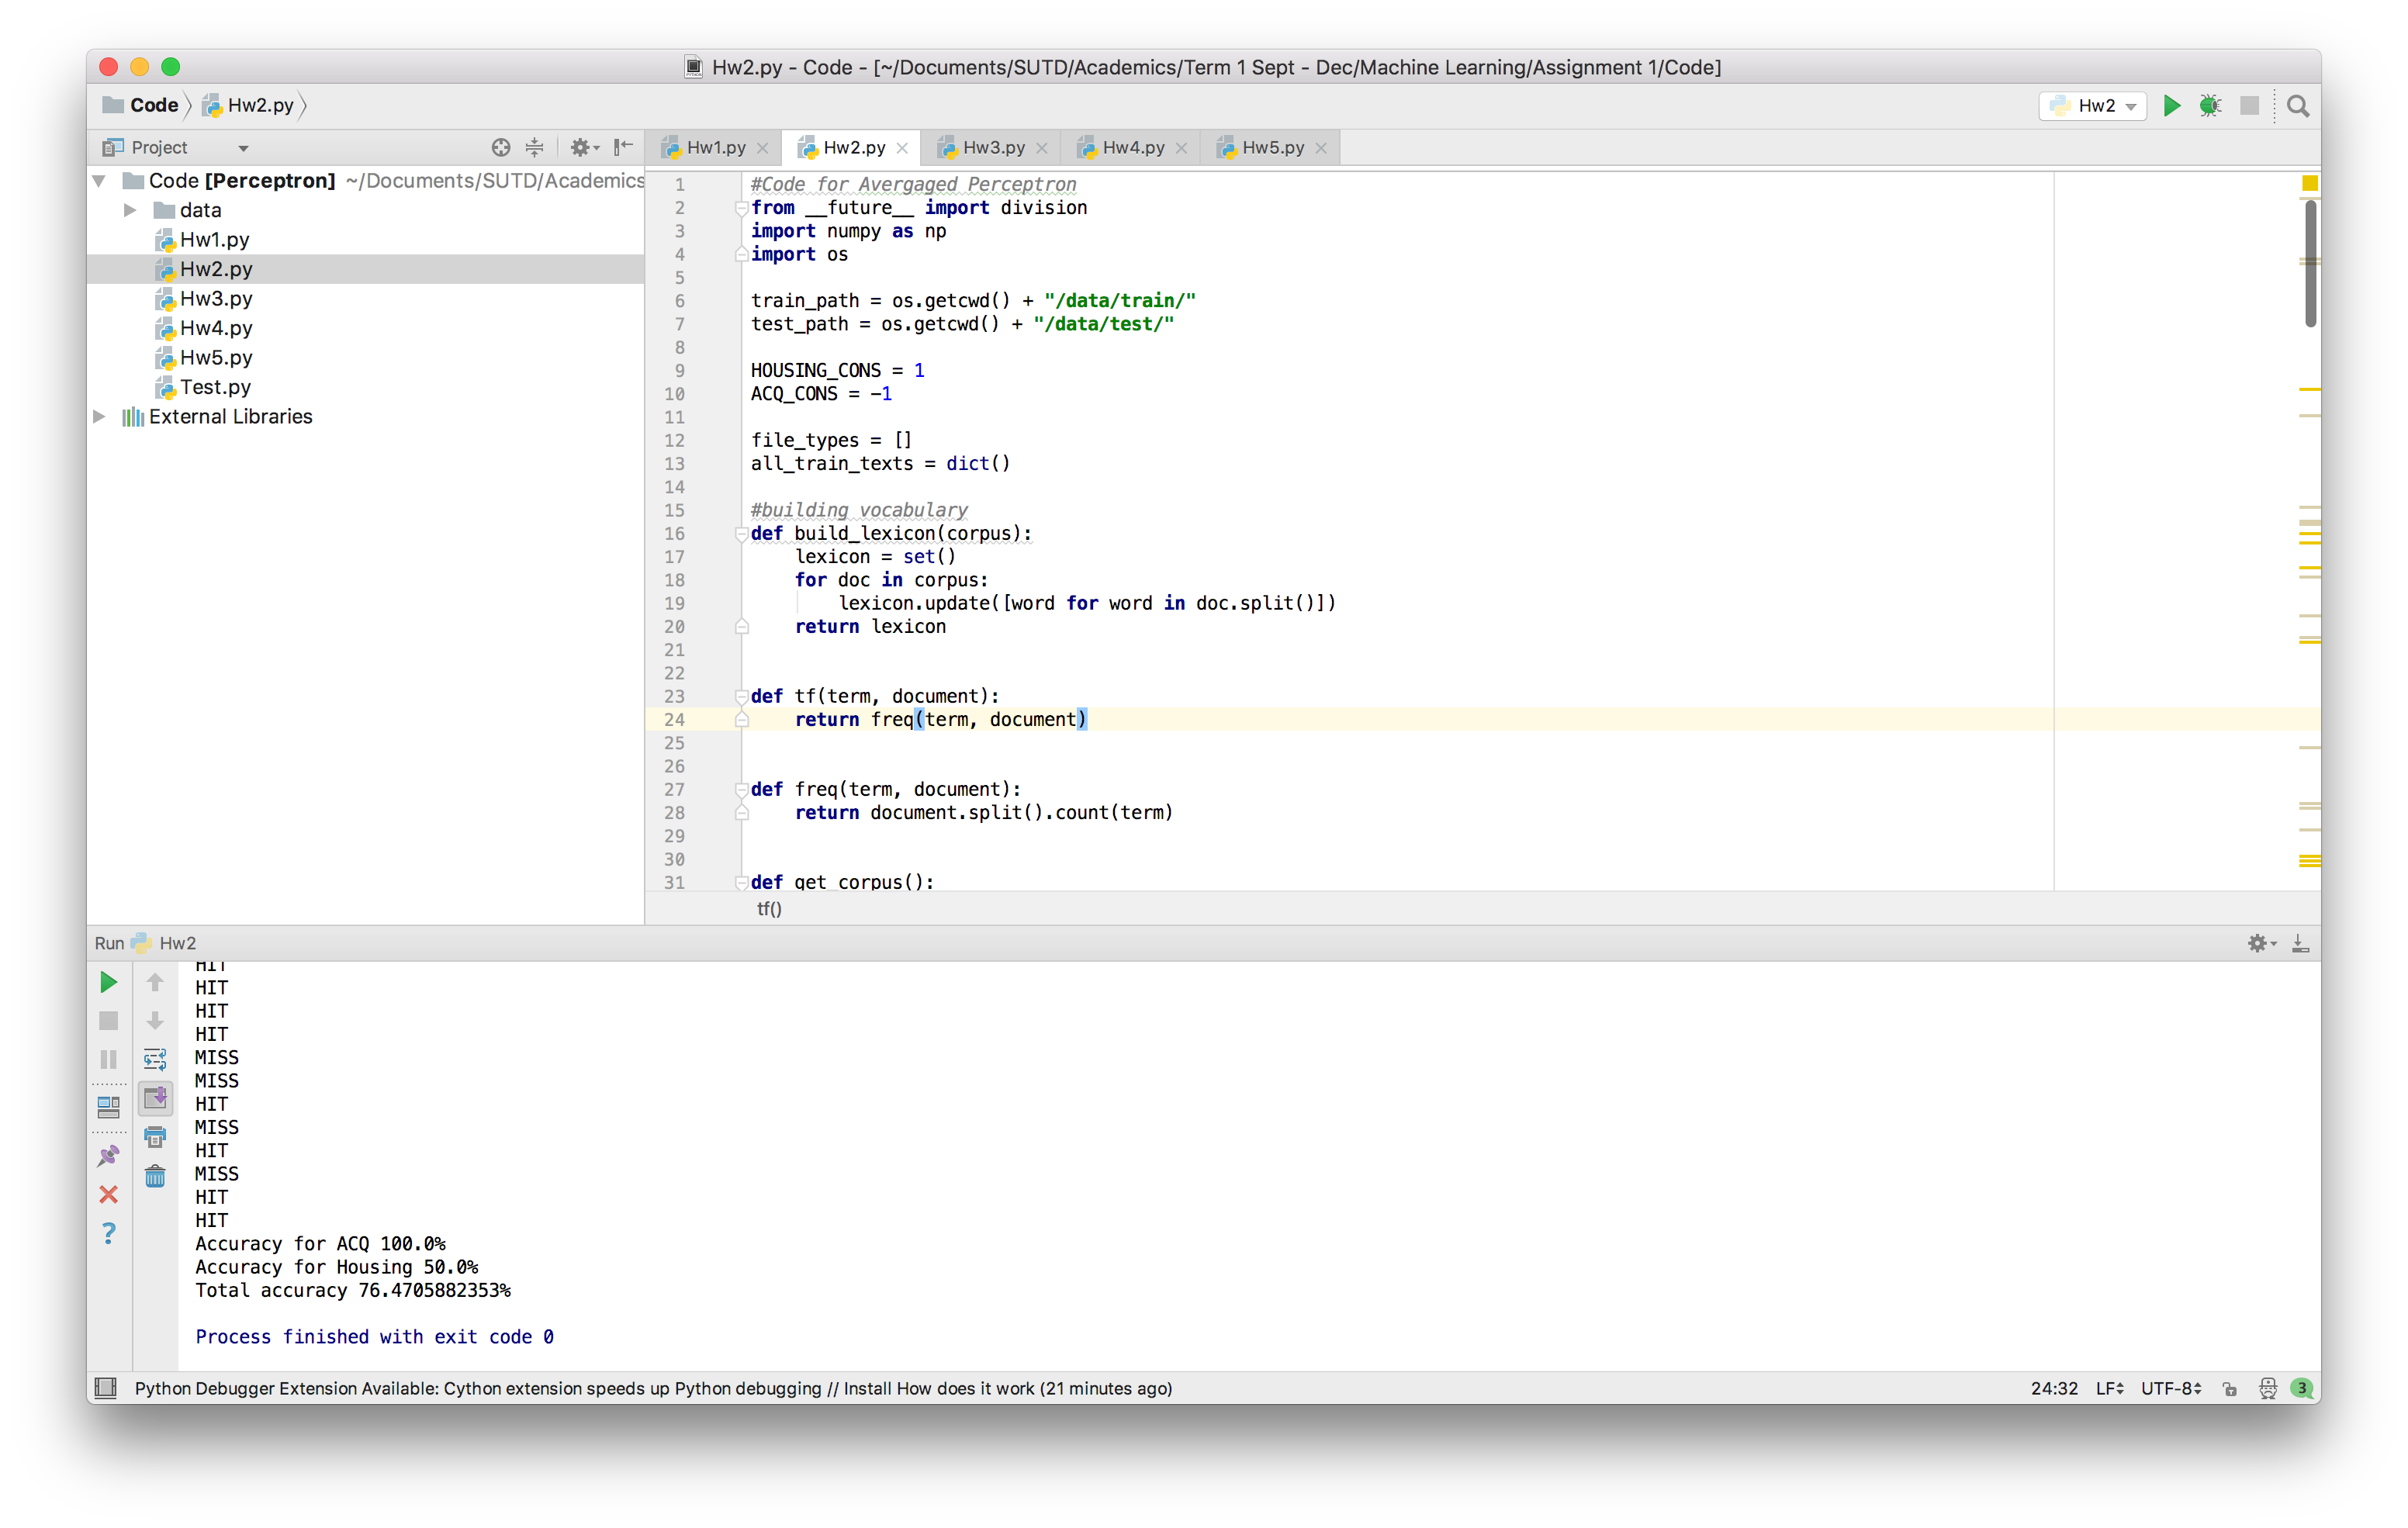 Hw2.py - Code - [~/Documents/SUTD/Academics/Term 1 Sept - Dec/Machine Learning/Assignment 1/Code]
Code Hw2.py Hw2
Project
Hw1.py Hw2.py Hw3.py Hw4.py Hw5.py
Code [Perceptron] ~/Documents/SUTD/Academics
data
Hw1.py
Hw2.py
Hw3.py
Hw4.py
Hw5.py
Test.py
External Libraries
1 #Code for Avergaged Perceptron
2 from __future__ import division
3 import numpy as np
4 import os
5
6 train_path = os.getcwd() + "/data/train/"
7 test_path = os.getcwd() + "/data/test/"
8
9 HOUSING_CONS = 1
10 ACQ_CONS = -1
11
12 file_types = []
13 all_train_texts = dict()
14
15 #building vocabulary
16 def build_lexicon(corpus):
17 lexicon = set()
18 for doc in corpus:
19 lexicon.update([word for word in doc.split()])
20 return lexicon
21
22
23 def tf(term, document):
24 return freq(term, document)
25
26
27 def freq(term, document):
28 return document.split().count(term)
29
30
31 def get_corpus():
tf()
Run Hw2
HIT
HIT
HIT
HIT
MISS
MISS
HIT
MISS
HIT
MISS
HIT
HIT
Accuracy for ACQ 100.0%
Accuracy for Housing 50.0%
Total accuracy 76.4705882353%
Process finished with exit code 0
Python Debugger Extension Available: Cython extension speeds up Python debugging // Install How does it work (21 minutes ago) 24:32 LF UTF-8 3